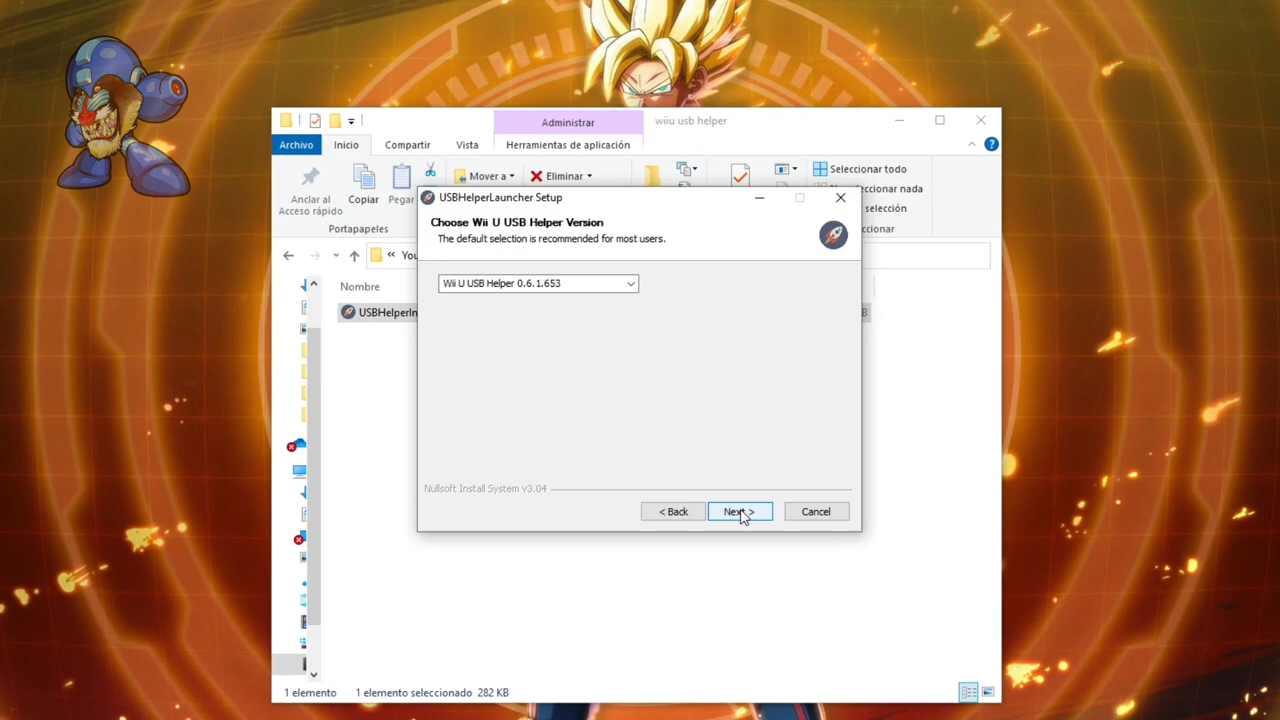 Administrar
wiiu usb helper
Archivo
Inicio
Compartir
Vista
Herramientas de aplicación
Anclar al
Acceso rápido
Copiar
Pegar
Mover a
Eliminar
Seleccionar todo
seleccionar nada
selección
Portapapeles
USBHelperLauncher Setup
Choose Wii U USB Helper Version
The default selection is recommended for most users.
Nombre
Wii U USB Helper 0.6.1.653
Nullsoft Install System v3.04
< Back
Next >
Cancel
1 elemento
1 elemento seleccionado 282 KB